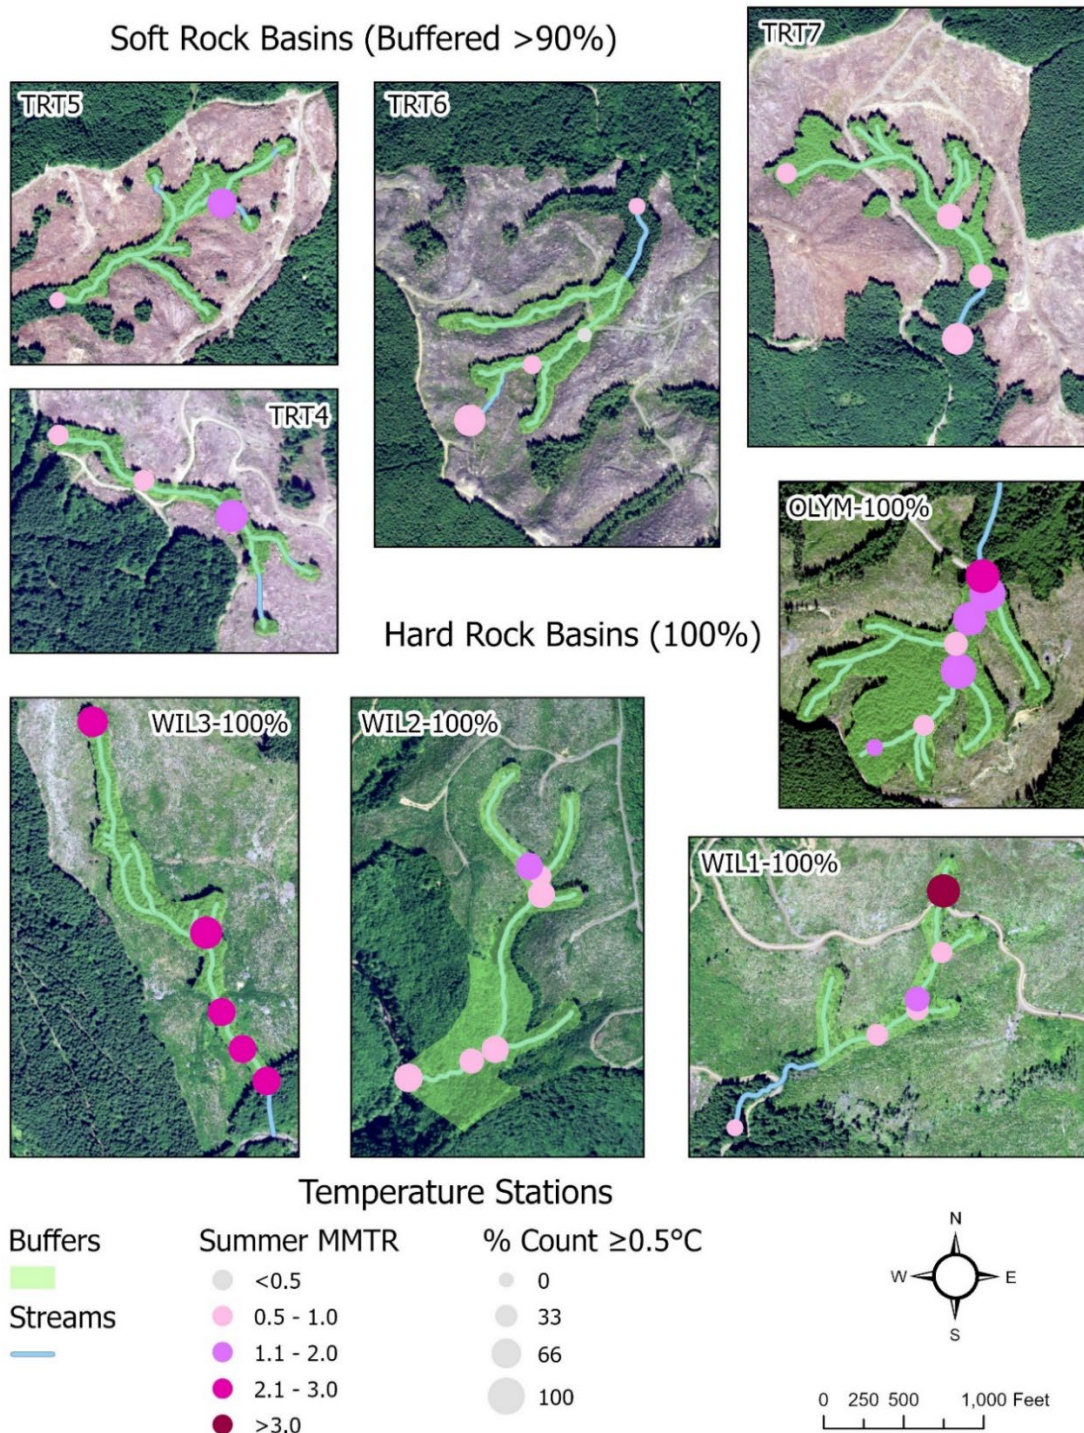 Soft Rock Basins (Buffered >90%)
TRT7
TRT5
TRT6
TRT4
OLYM-100%
Hard Rock Basins (100%)
WIL3-100%
WIL2-100%
WIL1-100%
Temperature Stations
Buffers
Streams
Summer MMTR
<0.5
0.5 - 1.0
1.1 - 2.0
2.1 - 3.0
>3.0
% Count ≥0.5°C
0
33
66
100
N
W E
S
0 250 500 1,000 Feet